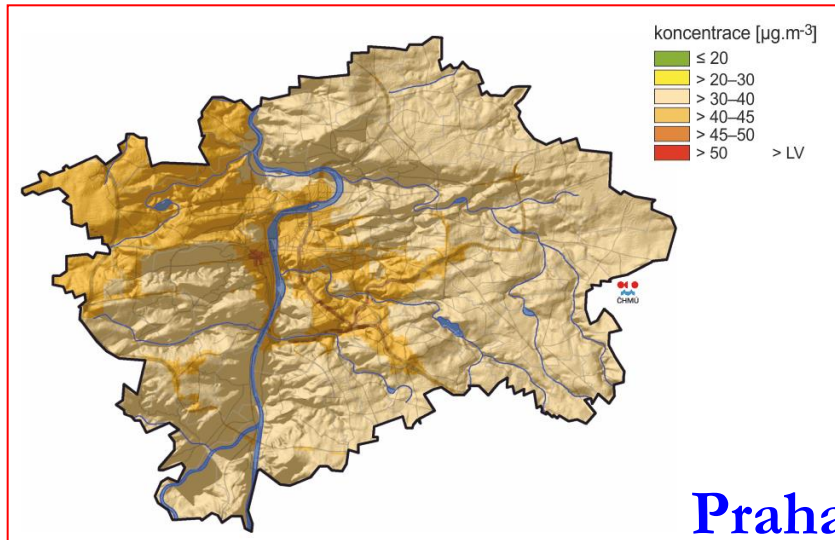 koncentrace [µg.m-³]
≤ 20
> 20–30
> 30–40
> 40–45
> 45–50
> 50 > LV
ČHMÚ
Praha